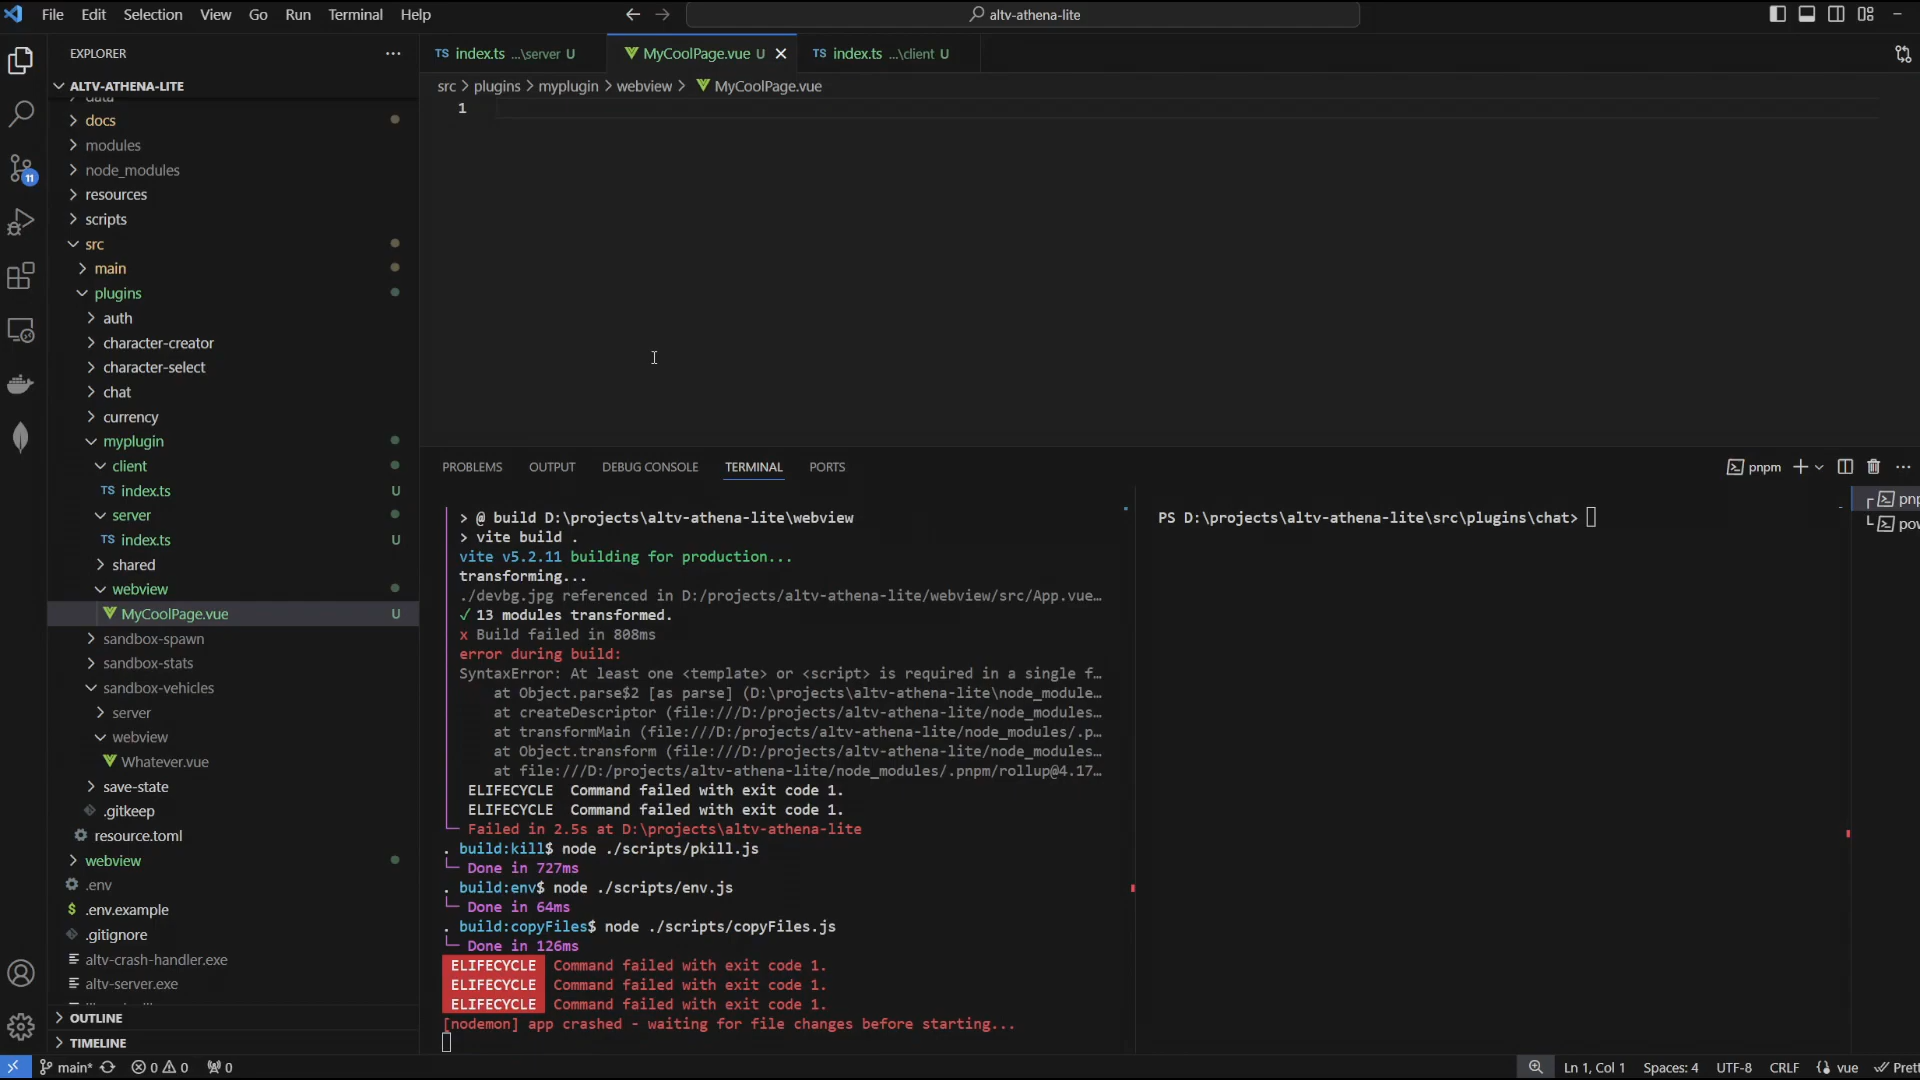 File Edit Selection View Go Run Terminal Help
altv-athena-lite
EXPLORER
ALTV-ATHENA-LITE
data
docs
modules
node_modules
resources
scripts
src
main
plugins
auth
character-creator
character-select
chat
currency
myplugin
client
TS index.ts U
server
TS index.ts U
shared
webview
MyCoolPage.vue U
sandbox-spawn
sandbox-stats
sandbox-vehicles
server
webview
Whatever.vue
save-state
.gitkeep
resource.toml
webview
.env
$ .env.example
.gitignore
altv-crash-handler.exe
altv-server.exe
OUTLINE
TIMELINE
11
TS index.ts ...\server U
MyCoolPage.vue U
TS index.ts ...\client U
src > plugins > myplugin > webview > MyCoolPage.vue
1
PROBLEMS OUTPUT DEBUG CONSOLE TERMINAL PORTS
pnpm
> @ build D:\projects\altv-athena-lite\webview
> vite build .
vite v5.2.11 building for production...
transforming...
./devbg.jpg referenced in D:/projects/altv-athena-lite/webview/src/App.vue…
✓ 13 modules transformed.
x Build failed in 808ms
error during build:
SyntaxError: At least one <template> or <script> is required in a single f…
at Object.parse$2 [as parse] (D:\projects\altv-athena-lite\node_module…
at createDescriptor (file:///D:/projects/altv-athena-lite/node_modules…
at transformMain (file:///D:/projects/altv-athena-lite/node_modules/.p…
at Object.transform (file:///D:/projects/altv-athena-lite/node_modules…
at file:///D:/projects/altv-athena-lite/node_modules/.pnpm/rollup@4.17…
ELIFECYCLE  Command failed with exit code 1.
ELIFECYCLE  Command failed with exit code 1.
└─ Failed in 2.5s at D:\projects\altv-athena-lite
. build:kill$ node ./scripts/pkill.js
└─ Done in 727ms
. build:env$ node ./scripts/env.js
└─ Done in 64ms
. build:copyFiles$ node ./scripts/copyFiles.js
└─ Done in 126ms
ELIFECYCLE  Command failed with exit code 1.
ELIFECYCLE  Command failed with exit code 1.
ELIFECYCLE  Command failed with exit code 1.
[nodemon] app crashed - waiting for file changes before starting...
PS D:\projects\altv-athena-lite\src\plugins\chat>
pnp
pow
main* 0 0 0
Ln 1, Col 1 Spaces: 4 UTF-8 CRLF vue Prett